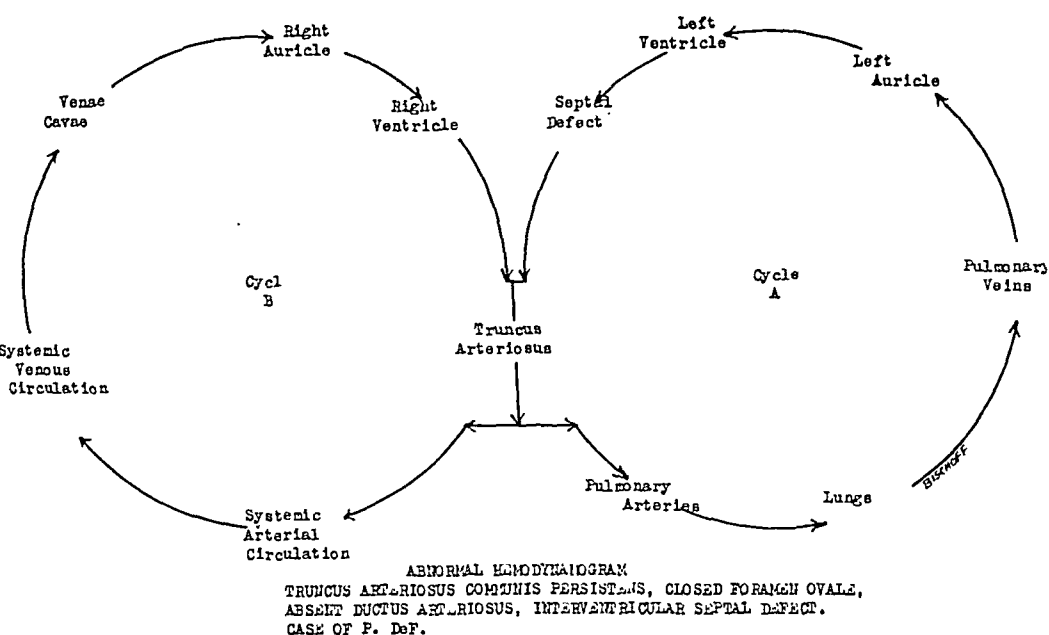 Right
Auricle
Left
Ventricle
Left
Auricle
Venae
Cavae
Right
Ventricle
Septal
Defect
Cycl
B
Cycle
A
Pulmonary
Veins
Truncus
Arteriosus
Systemic
Venous
Circulation
Systemic
Arterial
Circulation
Pulmonary
Arteries
Lungs
BISCHOFF
ABNORMAL HEMODYNAMOGRAM
TRUNCUS ARTERIOSUS COMMUNIS PERSISTENS, CLOSED FORAMEN OVALE,
ABSENT DUCTUS ARTERIOSUS, INTERVENTRICULAR SEPTAL DEFECT.
CASE OF P. DeF.